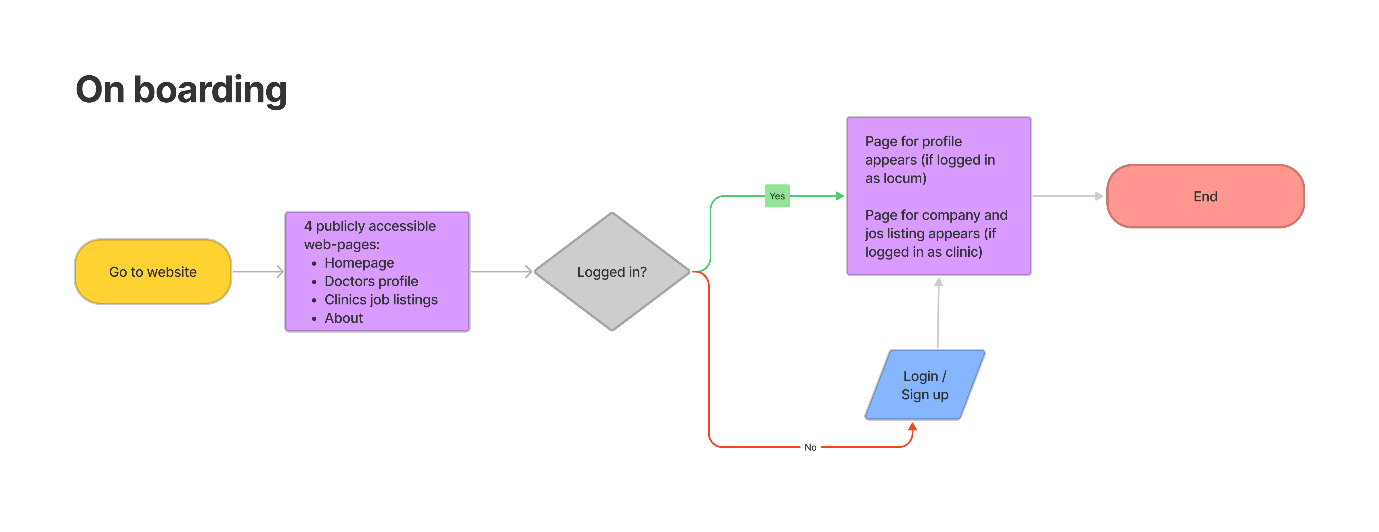 On boarding
Go to website
4 publicly accessible
web-pages:
• Homepage
• Doctors profile
• Clinics job listings
• About
Logged in?
Yes
Page for profile
appears (if logged in
as locum)
Page for company and
jos listing appears (if
logged in as clinic)
End
Login /
Sign up
No